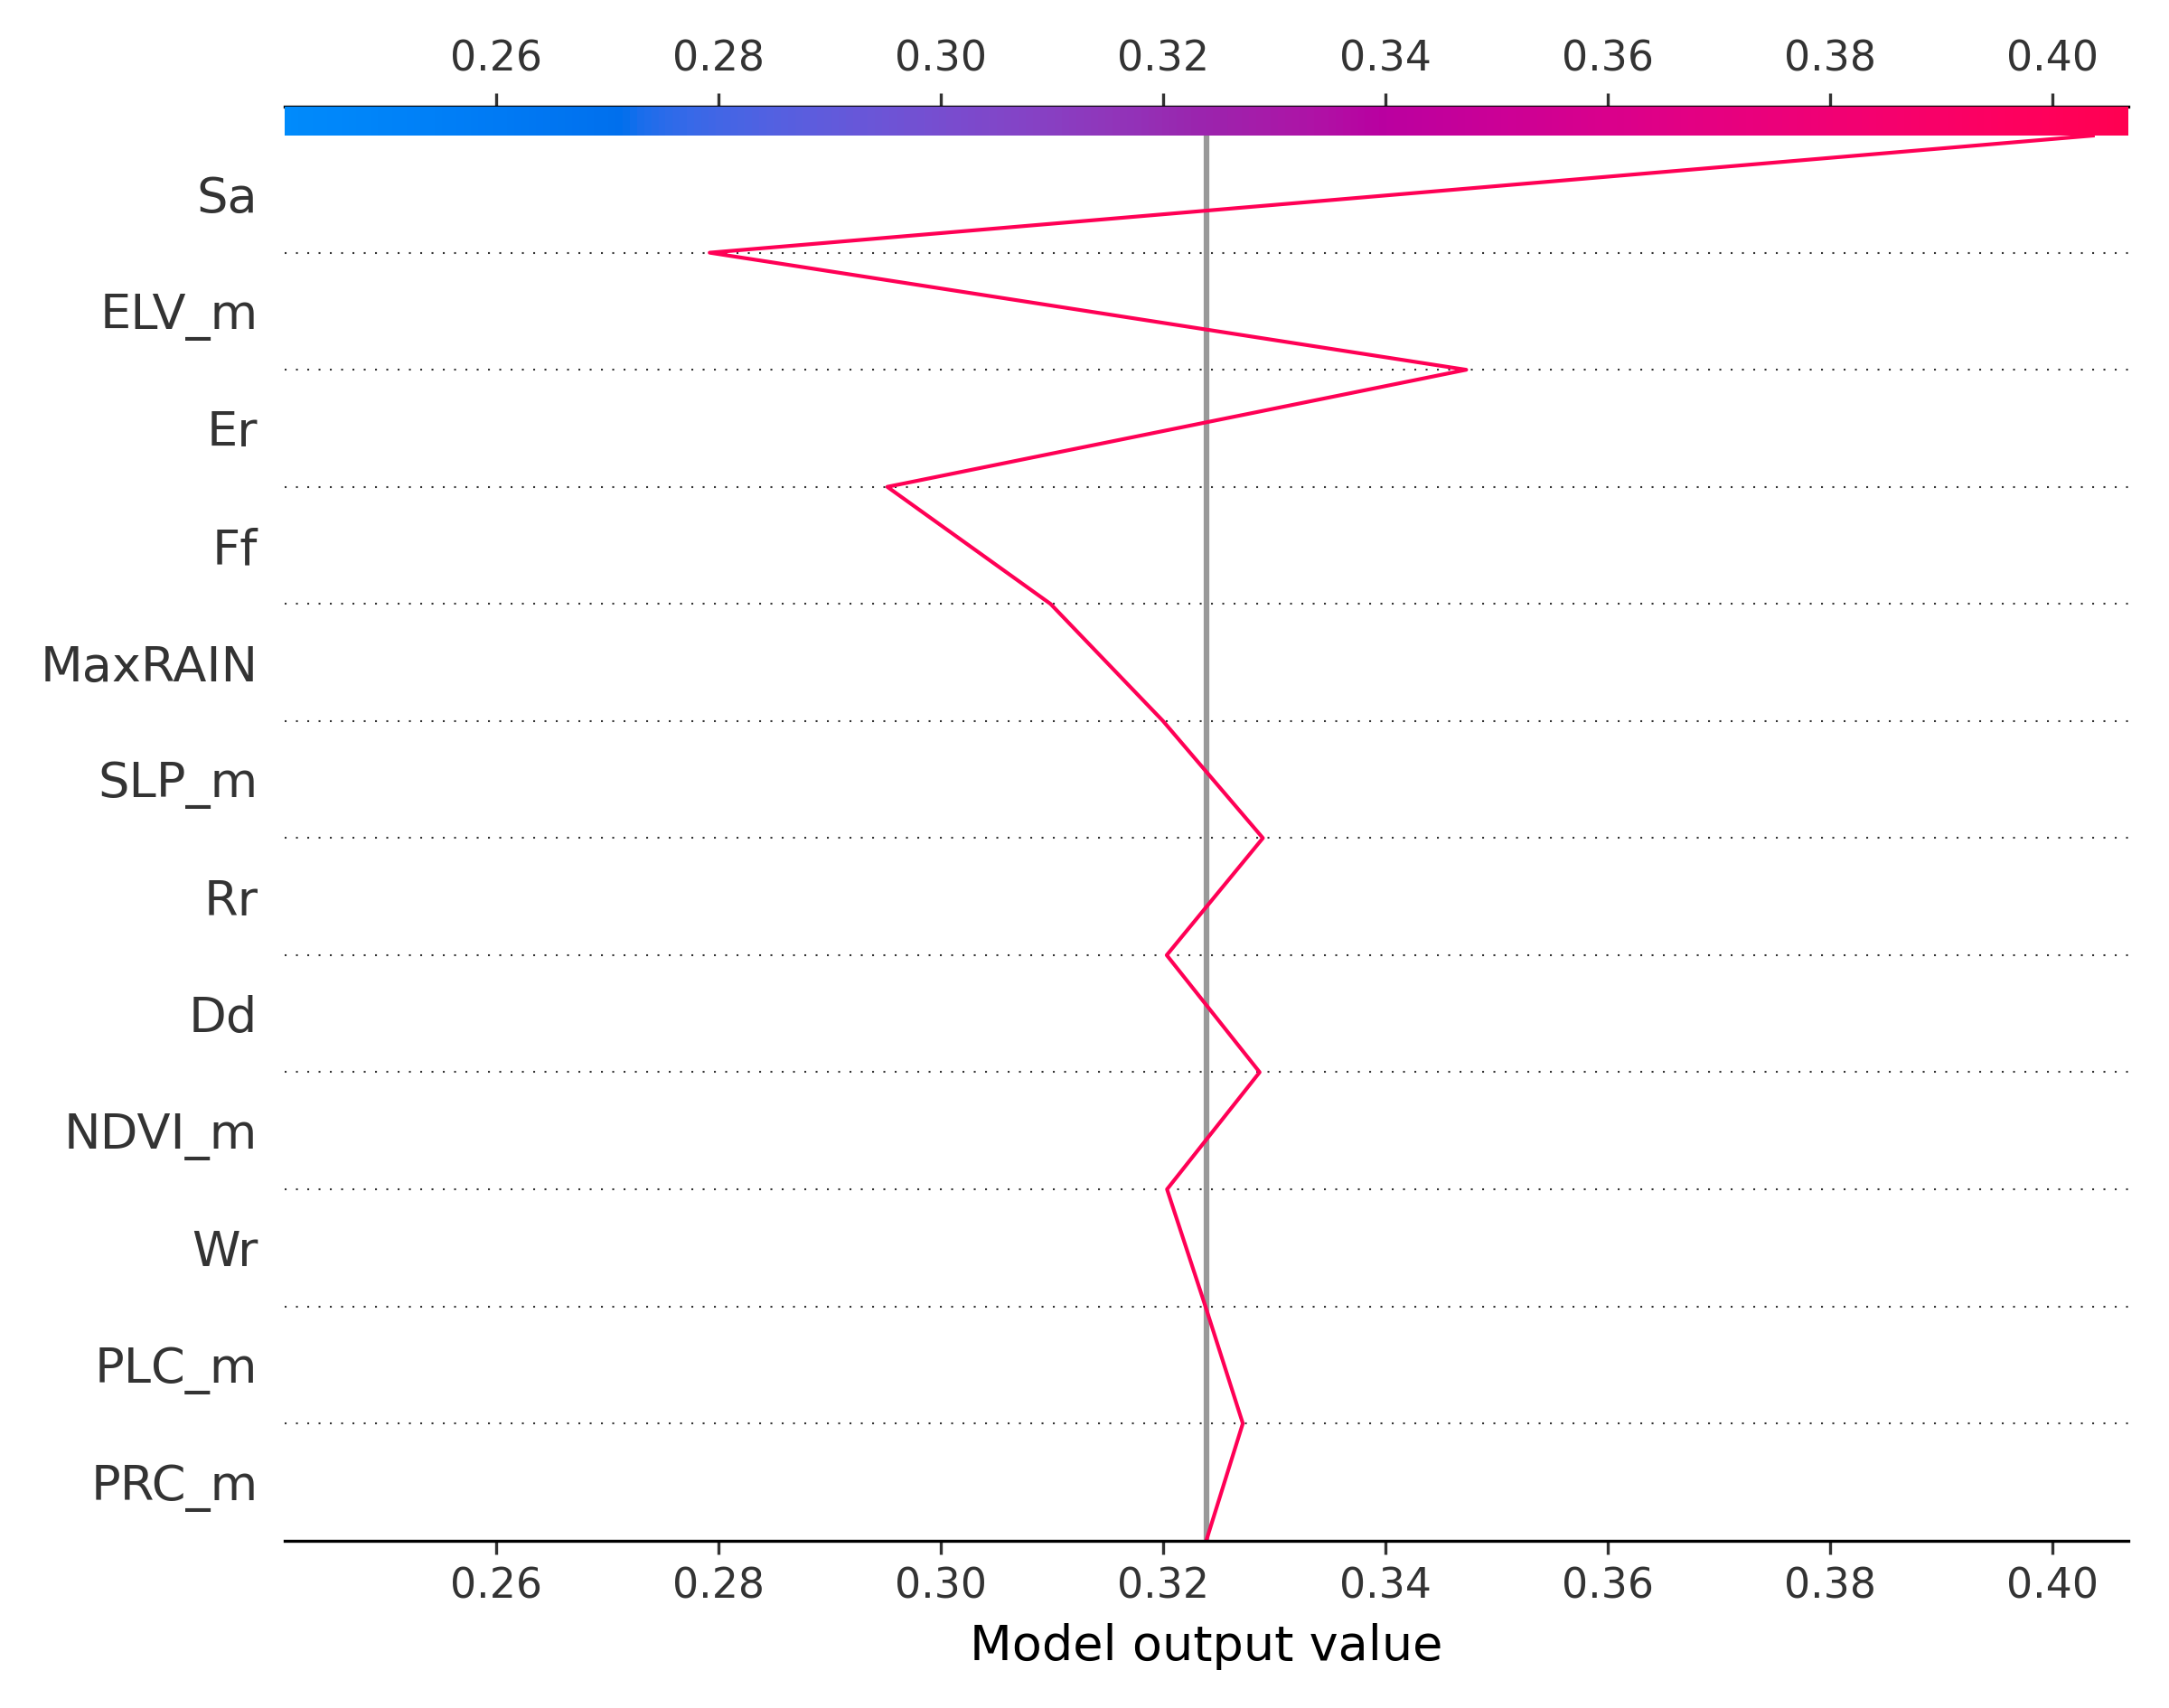 0.26 0.28 0.30 0.32 0.34 0.36 0.38 0.40
Sa
ELV_m
Er
Ff
MaxRAIN
SLP_m
Rr
Dd
NDVI_m
Wr
PLC_m
PRC_m
0.26 0.28 0.30 0.32 0.34 0.36 0.38 0.40
Model output value